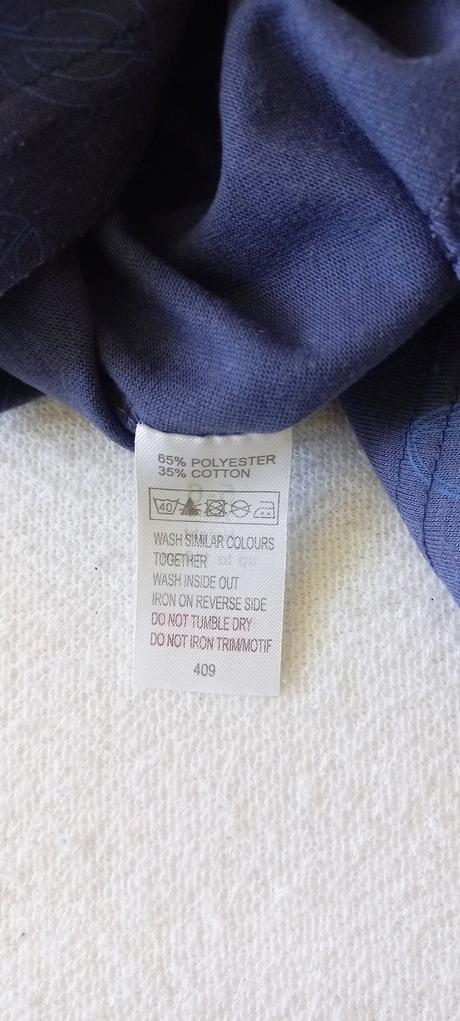 65% POLYESTER
35% COTTON
40
WASH SIMILAR COLOURS
TOGETHER
WASH INSIDE OUT
IRON ON REVERSE SIDE
DO NOT TUMBLE DRY
DO NOT IRON TRIM/MOTIF
409